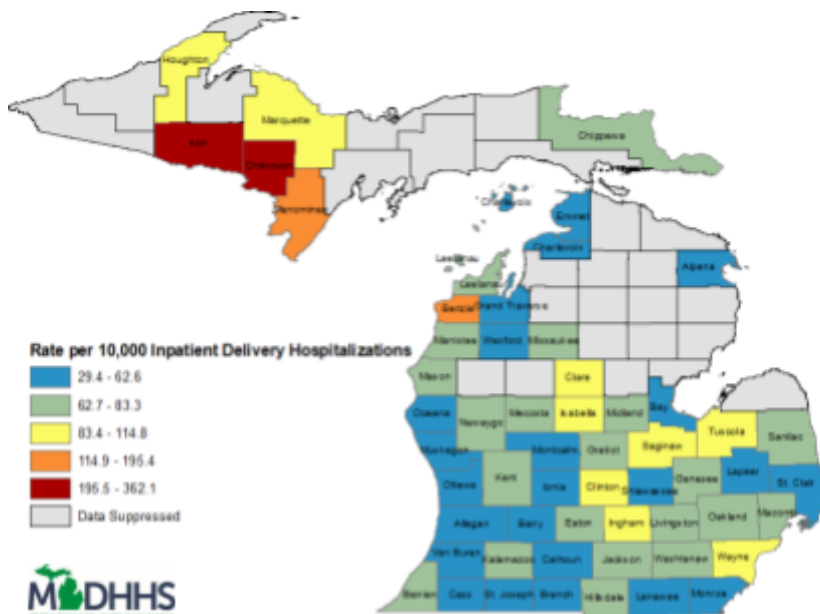 Houghton
Marquette
Iron
Dickinson
Menominee
Chippewa
Charlevoix
Emmet
Charlevoix
Alpena
Leelanau
Leelanau
Benzie
Grand Traverse
Manistee
Wexford
Missaukee
Rate per 10,000 Inpatient Delivery Hospitalizations
29.4 - 62.6
62.7 - 83.3
83.4 - 114.8
114.9 - 195.4
195.5 - 362.1
Data Suppressed
Mason
Clare
Oceana
Newaygo
Mecosta
Isabella
Midland
Bay
Tuscola
Sanilac
Muskegon
Montcalm
Gratiot
Saginaw
Genesee
Lapeer
St. Clair
Ottawa
Kent
Ionia
Clinton
Shiawassee
Oakland
Macomb
Allegan
Barry
Eaton
Ingham
Livingston
Van Buren
Kalamazoo
Calhoun
Jackson
Washtenaw
Wayne
Berrien
Cass
St. Joseph
Branch
Hillsdale
Lenawee
Monroe
MDHHS